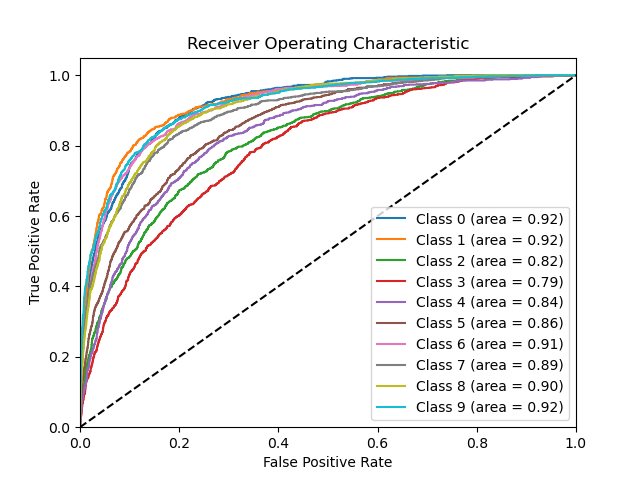 Receiver Operating Characteristic
True Positive Rate
1.0
0.8
0.6
0.4
0.2
0.0
Class 0 (area = 0.92)
Class 1 (area = 0.92)
Class 2 (area = 0.82)
Class 3 (area = 0.79)
Class 4 (area = 0.84)
Class 5 (area = 0.86)
Class 6 (area = 0.91)
Class 7 (area = 0.89)
Class 8 (area = 0.90)
Class 9 (area = 0.92)
0.0 0.2 0.4 0.6 0.8 1.0
False Positive Rate